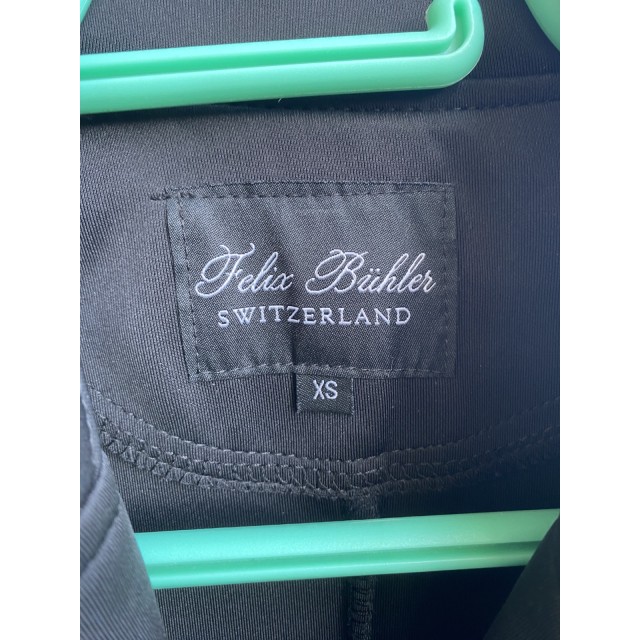 Felix Bühler
SWITZERLAND
XS